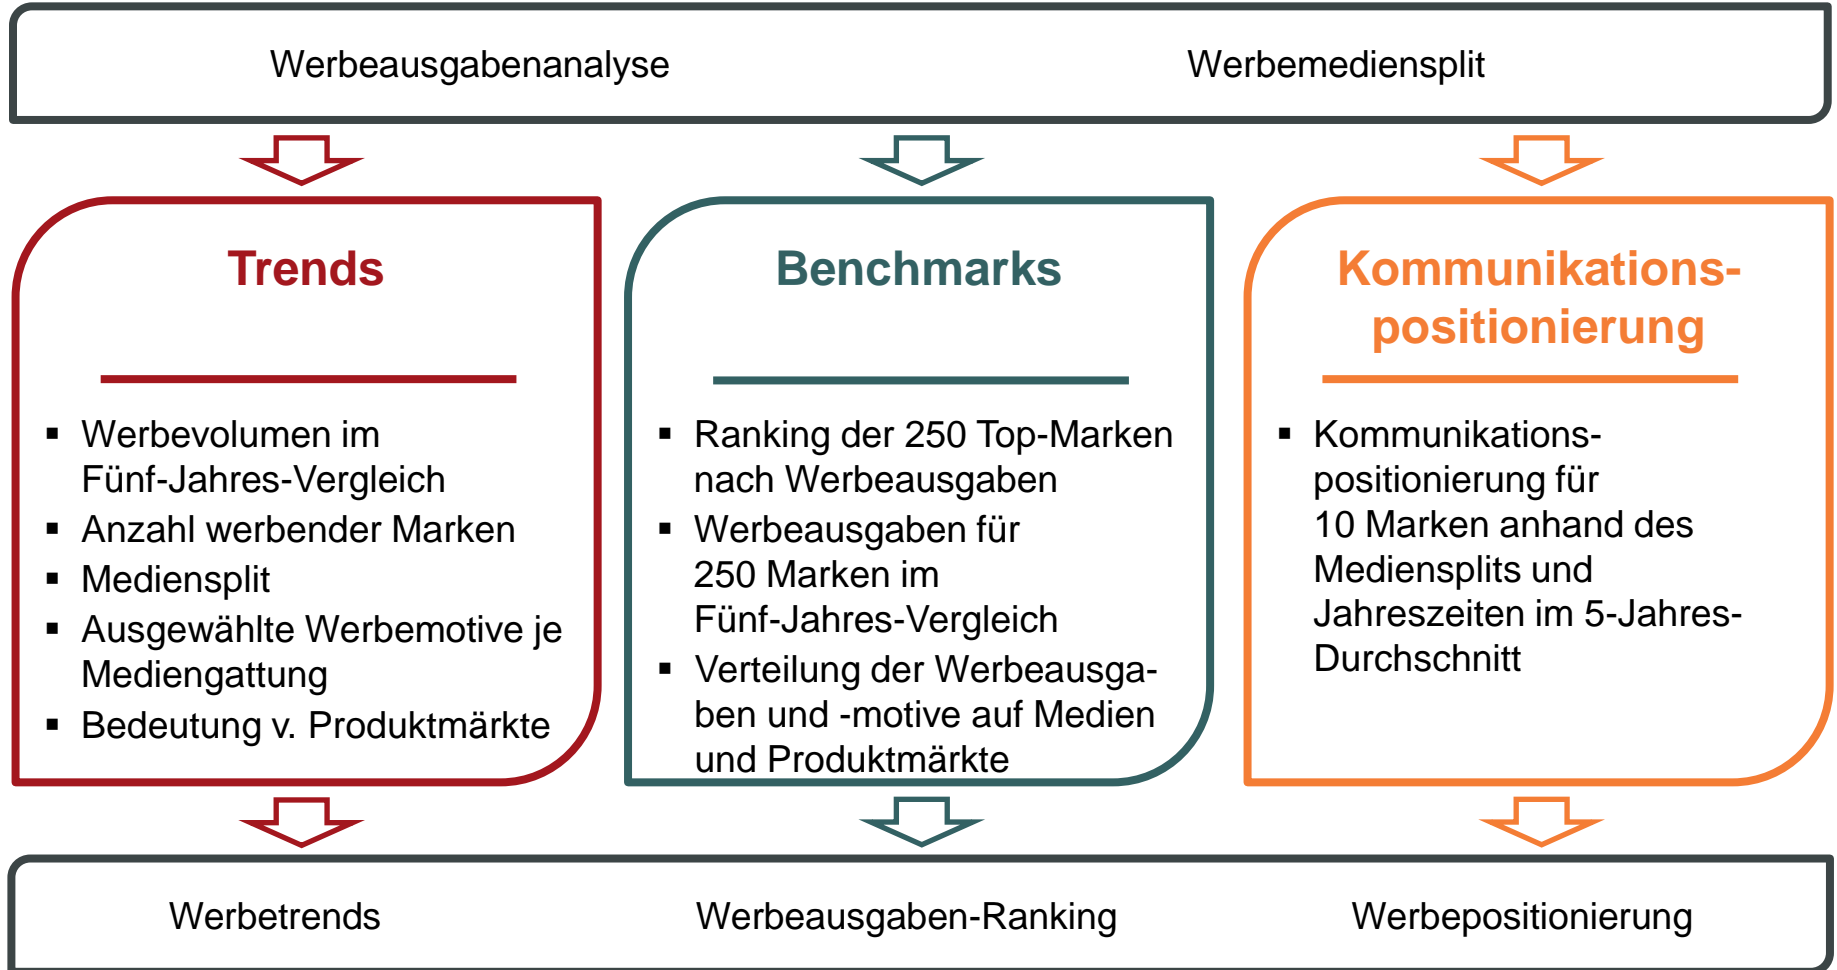 Werbeausgabenanalyse
Werbemediensplit
Trends
▪ Werbevolumen im
Fünf-Jahres-Vergleich
▪ Anzahl werbender Marken
▪ Mediensplit
▪ Ausgewählte Werbemotive je
Mediengattung
▪ Bedeutung v. Produktmärkte
Benchmarks
▪ Ranking der 250 Top-Marken
nach Werbeausgaben
▪ Werbeausgaben für
250 Marken im
Fünf-Jahres-Vergleich
▪ Verteilung der Werbeausga-
ben und -motive auf Medien
und Produktmärkte
Kommunikations-
positionierung
▪ Kommunikations-
positionierung für
10 Marken anhand des
Mediensplits und
Jahreszeiten im 5-Jahres-
Durchschnitt
Werbetrends
Werbeausgaben-Ranking
Werbepositionierung